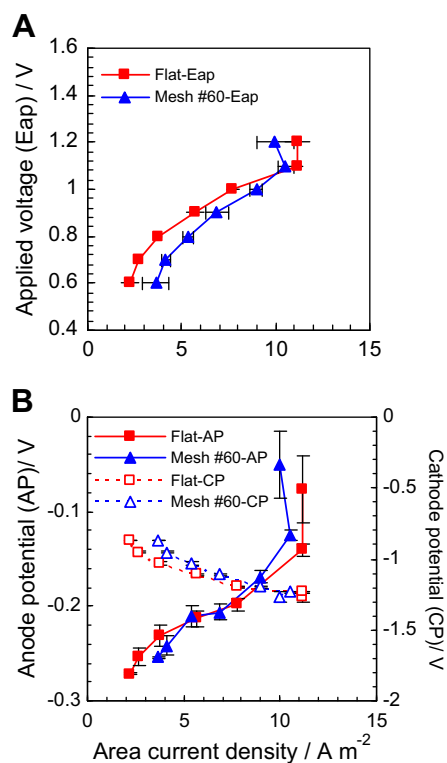 A
1.6
1.4
1.2
1
0.8
0.6
0.4
Applied voltage (Eap) / V
Flat-Eap
Mesh #60-Eap
0 5 10 15
B
0
-0.1
-0.2
-0.3
Anode potential (AP)/ V
Flat-AP
Mesh #60-AP
Flat-CP
Mesh #60-CP
0
-0.5
-1
-1.5
-2
Cathode potential (CP)/ V
0 5 10 15
Area current density / A m-2